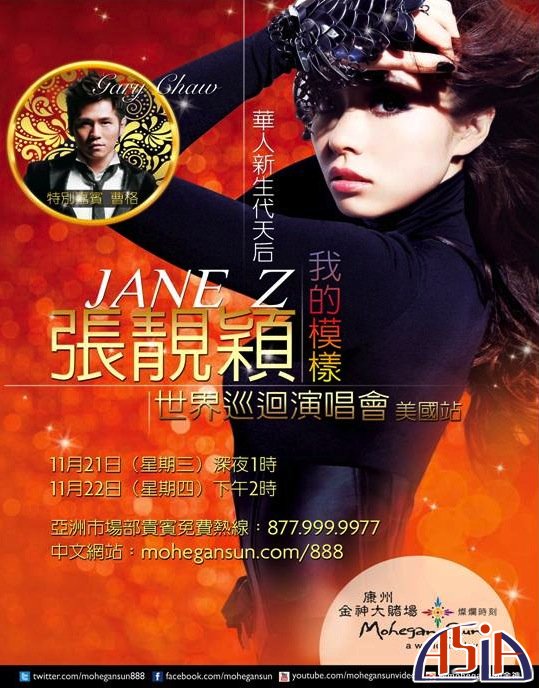 Gary Chaw
特別嘉賓 曹格
華人新生代天后
JANE Z
張靚穎
我的模樣
世界巡迴演唱會 美國站
11月21日（星期三）深夜1時
11月22日（星期四）下午2時
亞洲市場部貴賓免費熱線：877.999.9977
中文網站：mohegansun.com/888
康州
金神大賭場 燦爛時刻
Mohegan Sun
a w
ASIA
twitter.com/mohegansun888
facebook.com/mohegansun
youtube.com/mohegansunvideo